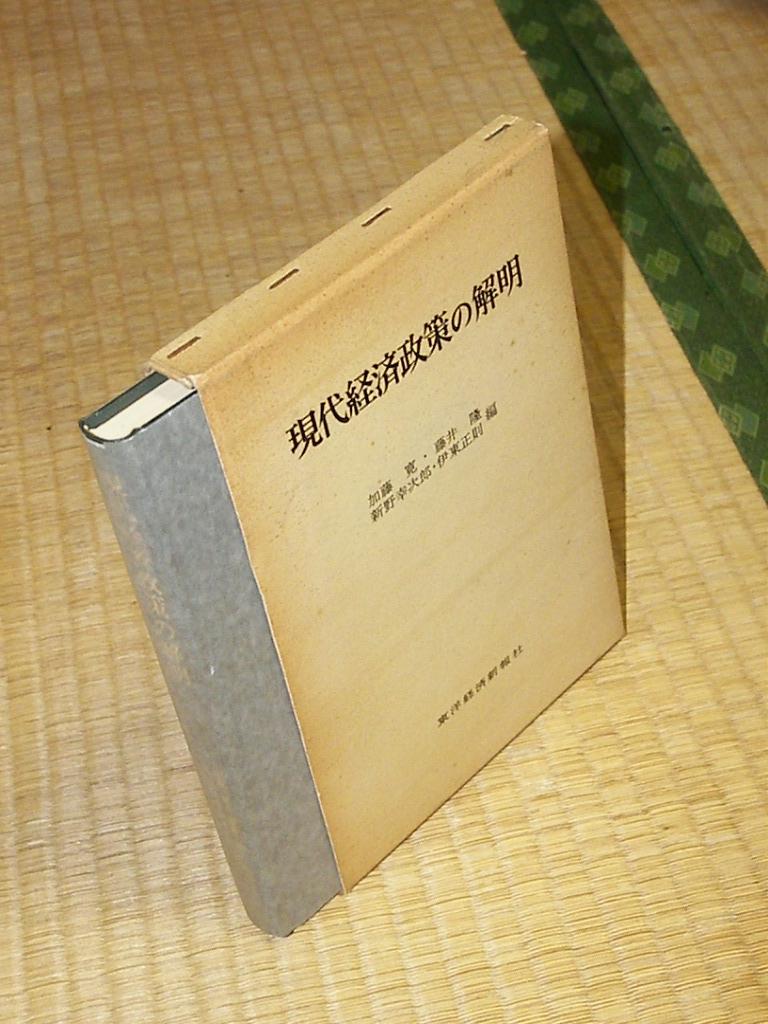 現代経済政策の解明
加藤 寛・藤井 隆
新野幸次郎・伊東正則 編
東洋経済新報社